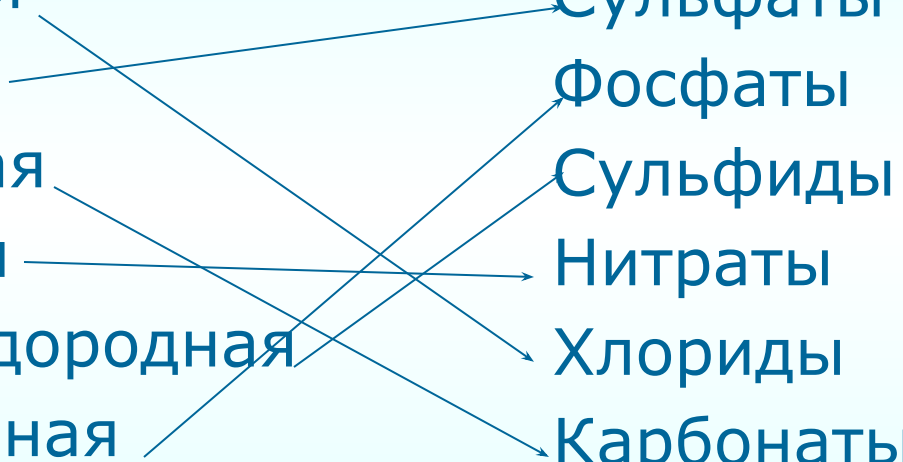 Сульфаты
Фосфаты
ая Сульфиды
Нитраты
дородная Хлориды
ная Карбонаты